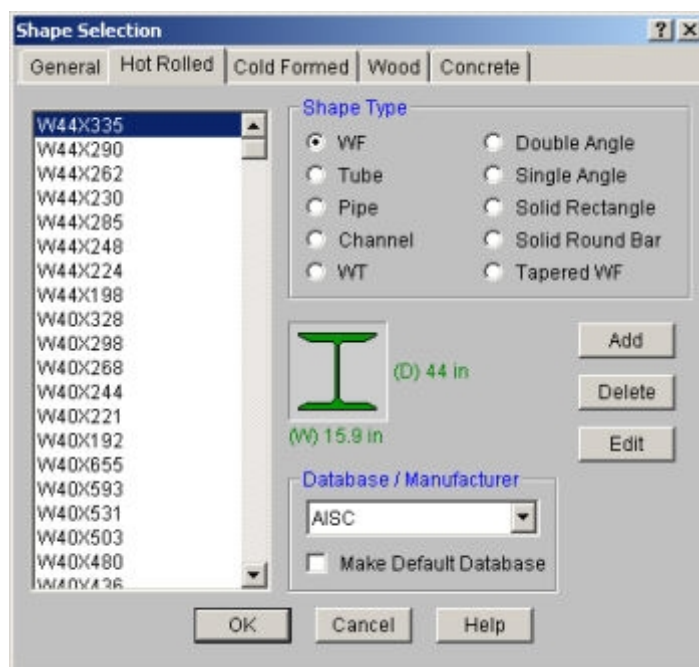 Shape Selection
General Hot Rolled Cold Formed Wood Concrete
W44X335
W44X290
W44X262
W44X230
W44X285
W44X248
W44X224
W44X198
W40X328
W40X298
W40X268
W40X244
W40X221
W40X192
W40X655
W40X593
W40X531
W40X503
W40X480
W40X436
Shape Type
WF Double Angle
Tube Single Angle
Pipe Solid Rectangle
Channel Solid Round Bar
WT Tapered WF
(D) 44 in
(W) 15.9 in
Add
Delete
Edit
Database / Manufacturer
AISC
Make Default Database
OK Cancel Help